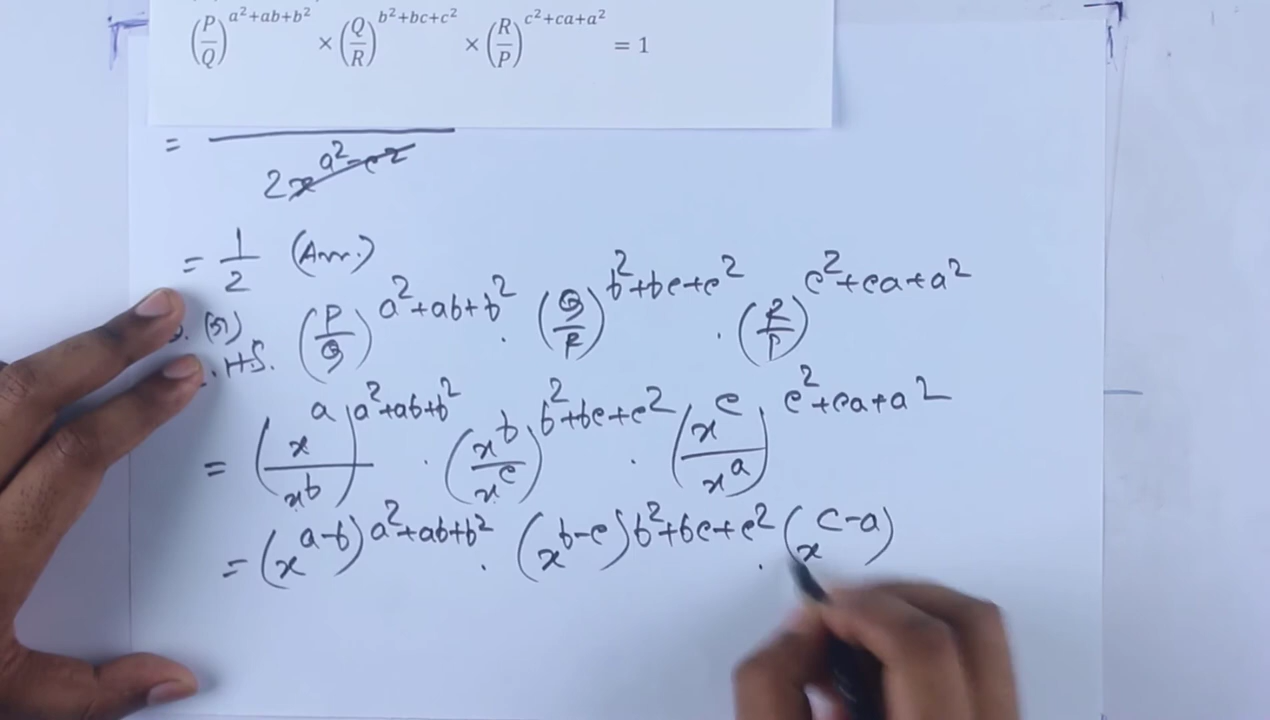 (P/Q)^(a²+ab+b²) × (Q/R)^(b²+bc+c²) × (R/P)^(c²+ca+a²) = 1
=
2x^(a²-c²)
= 1/2 (Ans.)
L.H.S. (P/Q)^(a²+ab+b²) . (Q/R)^(b²+bc+c²) . (R/P)^(c²+ca+a²)
= (x^a/x^b)^(a²+ab+b²) . (x^b/x^c)^(b²+bc+c²) . (x^c/x^a)^(c²+ca+a²)
= (x^(a-b))^(a²+ab+b²) . (x^(b-c))^(b²+bc+c²) . (x^(c-a))